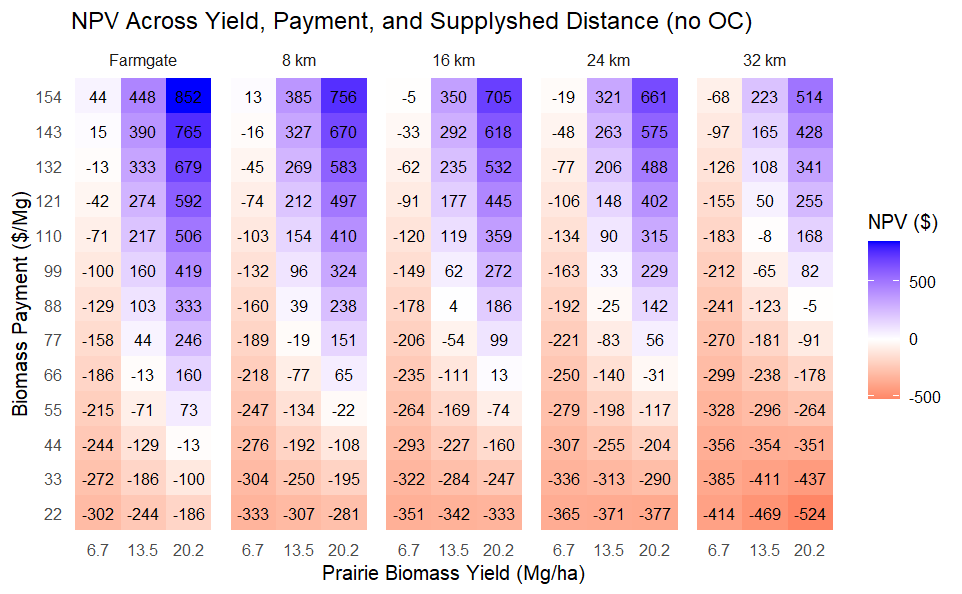 NPV Across Yield, Payment, and Supplyshed Distance (no OC)
Farmgate 8 km 16 km 24 km 32 km
154 44 448 852 13 385 756 -5 350 705 -19 321 661 -68 223 514
143 15 390 765 -16 327 670 -33 292 618 -48 263 575 -97 165 428
132 -13 333 679 -45 269 583 -62 235 532 -77 206 488 -126 108 341
121 -42 274 592 -74 212 497 -91 177 445 -106 148 402 -155 50 255
110 -71 217 506 -103 154 410 -120 119 359 -134 90 315 -183 -8 168
99 -100 160 419 -132 96 324 -149 62 272 -163 33 229 -212 -65 82
88 -129 103 333 -160 39 238 -178 4 186 -192 -25 142 -241 -123 -5
77 -158 44 246 -189 -19 151 -206 -54 99 -221 -83 56 -270 -181 -91
66 -186 -13 160 -218 -77 65 -235 -111 13 -250 -140 -31 -299 -238 -178
55 -215 -71 73 -247 -134 -22 -264 -169 -74 -279 -198 -117 -328 -296 -264
44 -244 -129 -13 -276 -192 -108 -293 -227 -160 -307 -255 -204 -356 -354 -351
33 -272 -186 -100 -304 -250 -195 -322 -284 -247 -336 -313 -290 -385 -411 -437
22 -302 -244 -186 -333 -307 -281 -351 -342 -333 -365 -371 -377 -414 -469 -524
6.7 13.5 20.2 6.7 13.5 20.2 6.7 13.5 20.2 6.7 13.5 20.2 6.7 13.5 20.2
Prairie Biomass Yield (Mg/ha)
Biomass Payment ($/Mg)
NPV ($)
500
0
-500